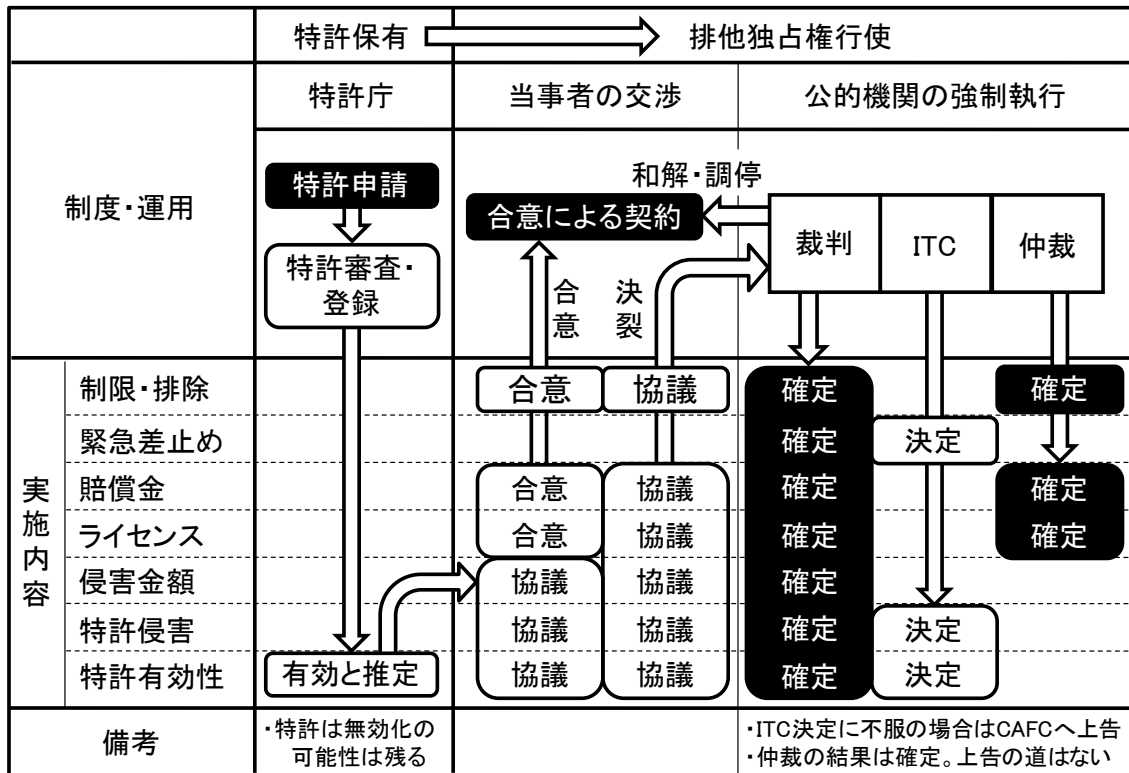 特許保有
排他独占権行使
特許庁
当事者の交渉
公的機関の強制執行
制度・運用
特許申請
特許審査・
登録
和解・調停
合意による契約
合意
決裂
裁判
ITC
仲裁
実施内容
制限・排除
合意
協議
確定
確定
緊急差止め
確定
決定
賠償金
合意
協議
確定
確定
ライセンス
合意
協議
確定
確定
侵害金額
協議
協議
確定
特許侵害
協議
協議
確定
決定
特許有効性
有効と推定
協議
協議
確定
決定
備考
・特許は無効化の
可能性は残る
・ITC決定に不服の場合はCAFCへ上告
・仲裁の結果は確定。上告の道はない